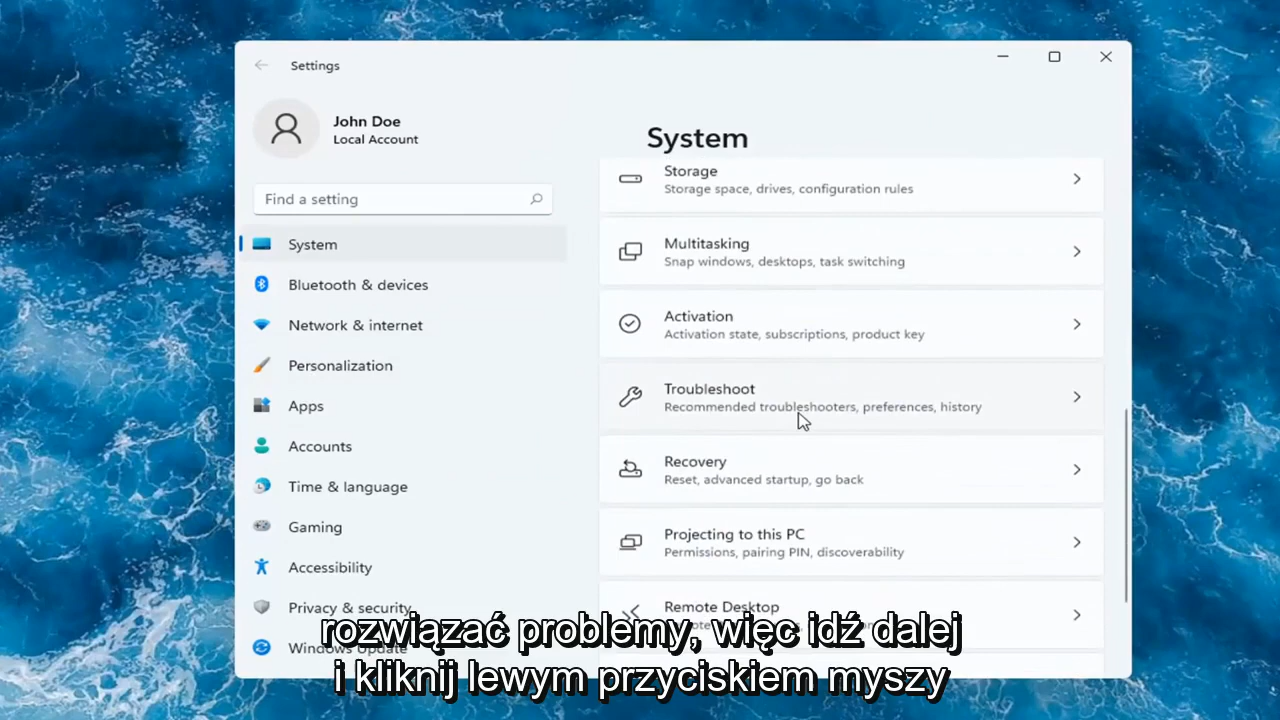 Settings
John Doe
Local Account
Find a setting
System
Bluetooth & devices
Network & internet
Personalization
Apps
Accounts
Time & language
Gaming
Accessibility
Privacy & security
Windows Update
System
Storage
Storage space, drives, configuration rules
Multitasking
Snap windows, desktops, task switching
Activation
Activation state, subscriptions, product key
Troubleshoot
Recommended troubleshooters, preferences, history
Recovery
Reset, advanced startup, go back
Projecting to this PC
Permissions, pairing PIN, discoverability
Remote Desktop
rozwiązać problemy, więc idź dalej
i kliknij lewym przyciskiem myszy